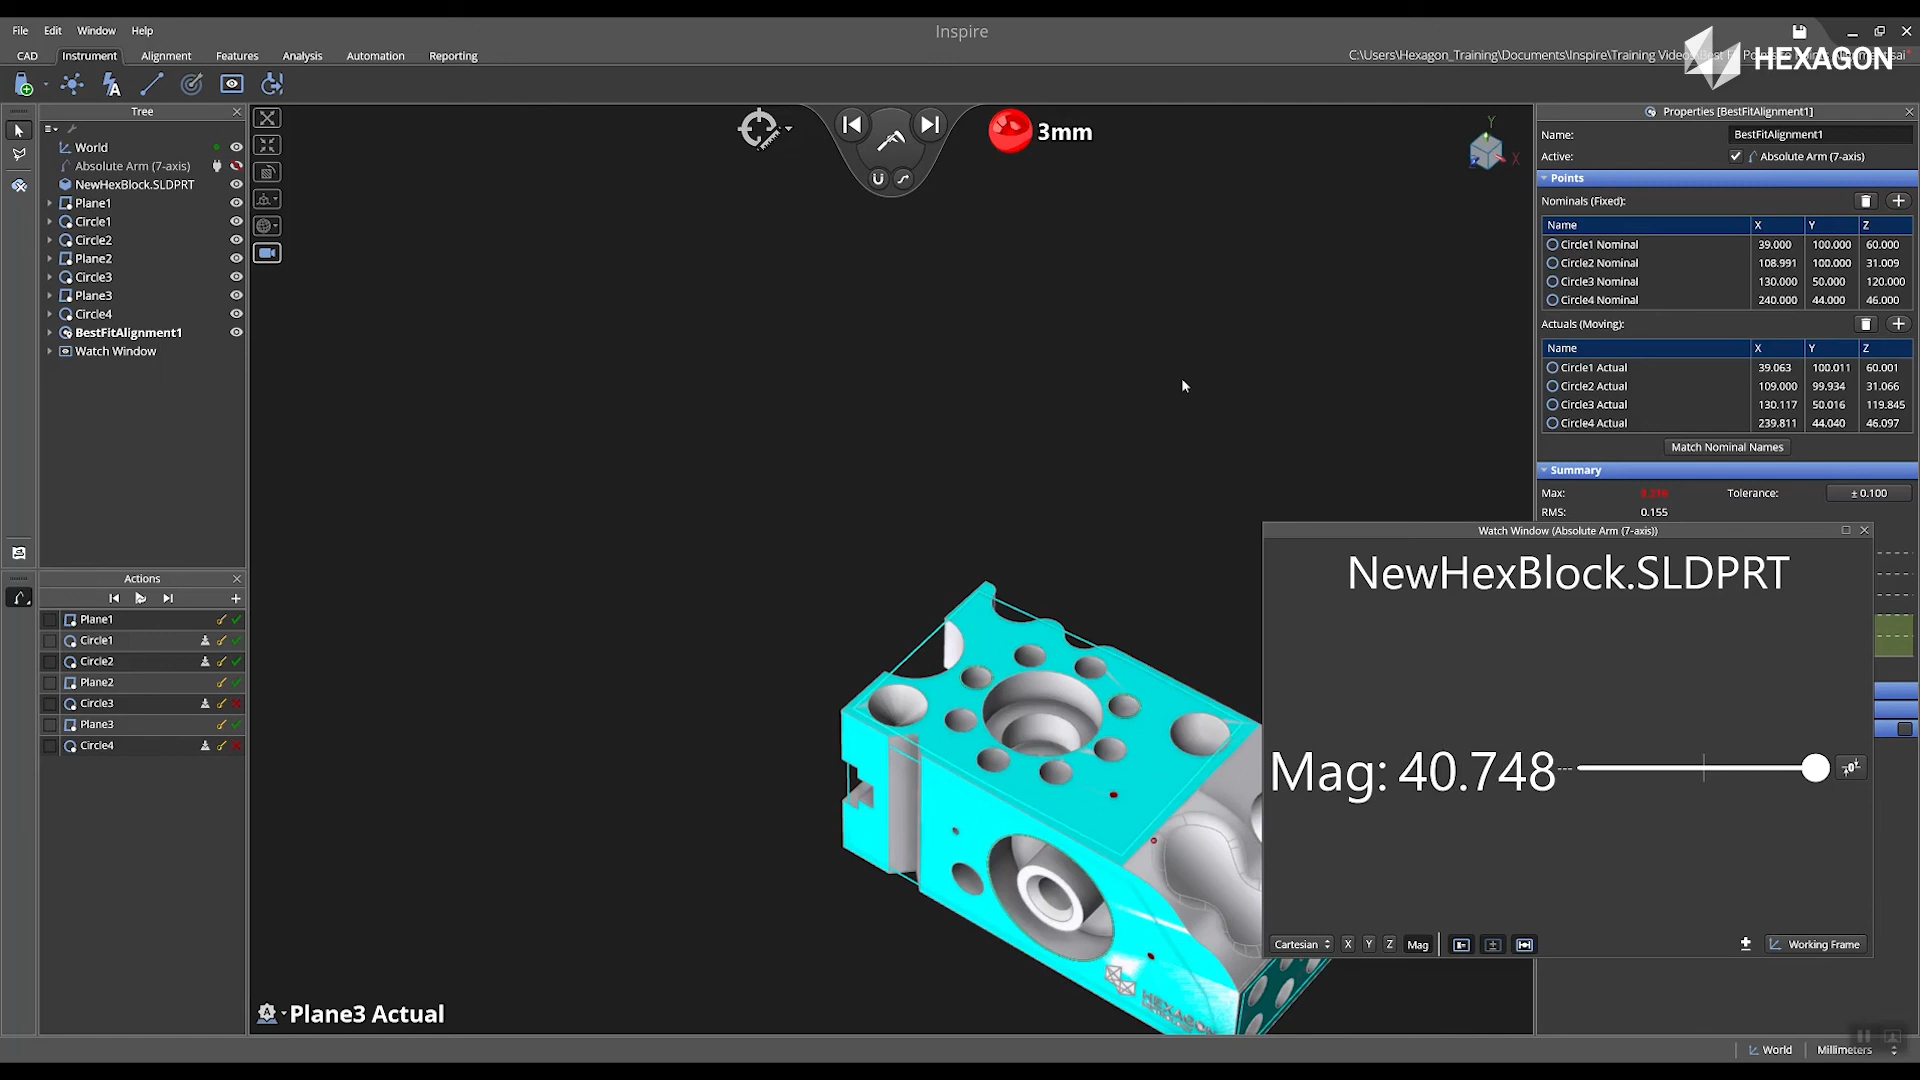 File Edit Window Help
Inspire
CAD Instrument Alignment Features Analysis Automation Reporting
C:\Users\Hexagon_Training\Documents\Inspire\Training Video
HEXAGON
Tree
World
Absolute Arm (7-axis)
NewHexBlock.SLDPRT
Plane1
Circle1
Circle2
Plane2
Circle3
Plane3
Circle4
BestFitAlignment1
Watch Window
Actions
Plane1
Circle1
Circle2
Plane2
Circle3
Plane3
Circle4
3mm
Y
X
Plane3 Actual
Properties [BestFitAlignment1]
Name: BestFitAlignment1
Active: Absolute Arm (7-axis)
Points
Nominals (Fixed):
Name X Y Z
Circle1 Nominal 39.000 100.000 60.000
Circle2 Nominal 108.991 100.000 31.009
Circle3 Nominal 130.000 50.000 120.000
Circle4 Nominal 240.000 44.000 46.000
Actuals (Moving):
Name X Y Z
Circle1 Actual 39.063 100.011 60.001
Circle2 Actual 109.000 99.934 31.066
Circle3 Actual 130.117 50.016 119.845
Circle4 Actual 239.811 44.040 46.097
Match Nominal Names
Summary
Max: Tolerance: ± 0.100
RMS: 0.155
Watch Window (Absolute Arm (7-axis))
NewHexBlock.SLDPRT
Mag: 40.748
Cartesian X Y Z Mag
Working Frame
HEXAGON
World Millimeters